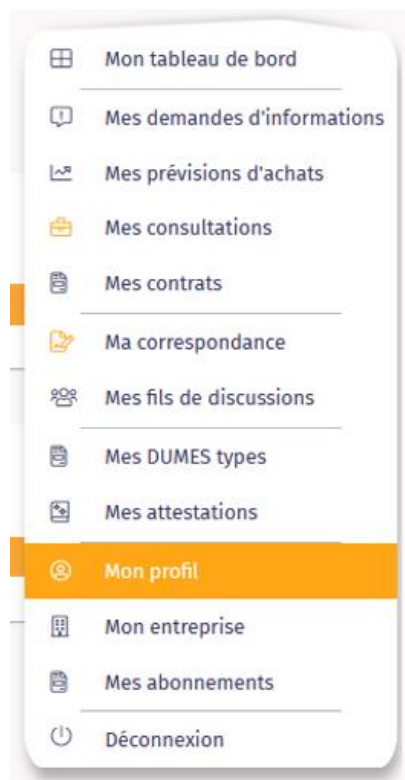 Mon tableau de bord
Mes demandes d'informations
Mes prévisions d'achats
Mes consultations
Mes contrats
Ma correspondance
Mes fils de discussions
Mes DUMES types
Mes attestations
Mon profil
Mon entreprise
Mes abonnements
Déconnexion